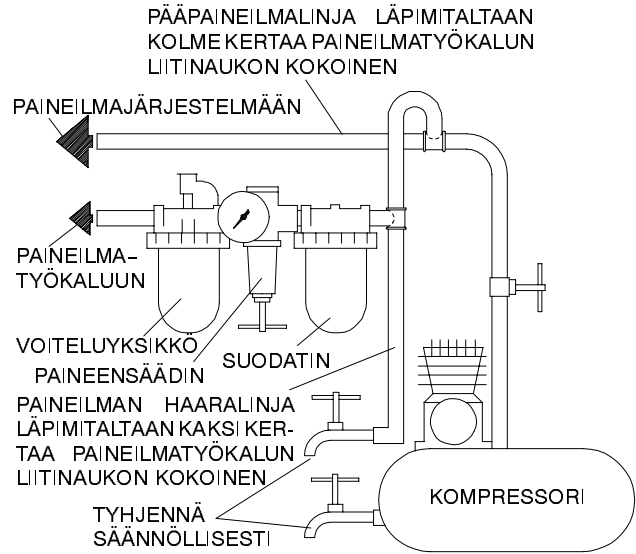 PÄÄPAINEILMALINJA LÄPIMITALTAAN
KOLME KERTAA PAINEILMATYÖKALUN
LIITINAUKON KOKOINEN
PAINEILMAJÄRJESTELMÄÄN
PAINEILMA–
TYÖKALUUN
VOITELUYKSIKKÖ
SUODATIN
PAINEENSÄÄDIN
PAINEILMAN HAARALINJA
LÄPIMITALTAAN KAKSI KER-
TAA PAINEILMATYÖKALUN
LIITINAUKON KOKOINEN
KOMPRESSORI
TYHJENNÄ
SÄÄNNÖLLISESTI